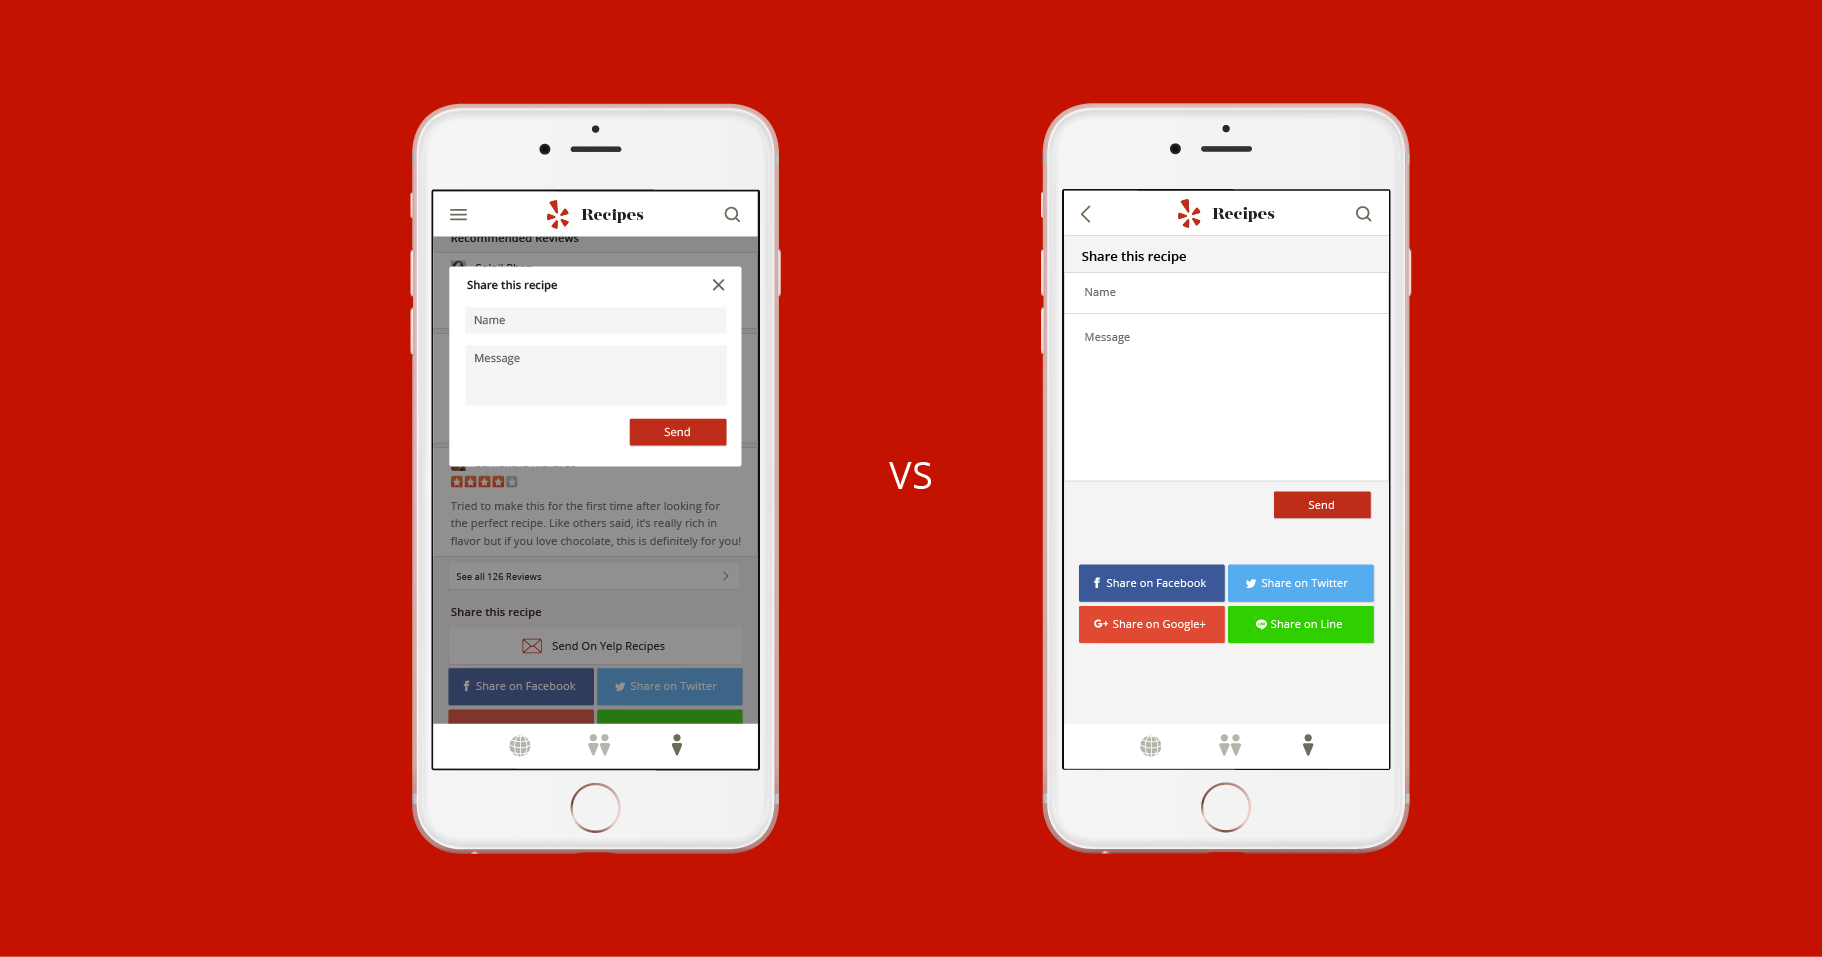 Recipes
Recommended Reviews
Share this recipe
Name
Message
Send
Tried to make this for the first time after looking for
the perfect recipe. Like others said, it's really rich in
flavor but if you love chocolate, this is definitely for you!
See all 126 Reviews
Share this recipe
Send On Yelp Recipes
f Share on Facebook
Share on Twitter
VS
Recipes
Share this recipe
Name
Message
Send
f Share on Facebook
Share on Twitter
G+ Share on Google+
Share on Line